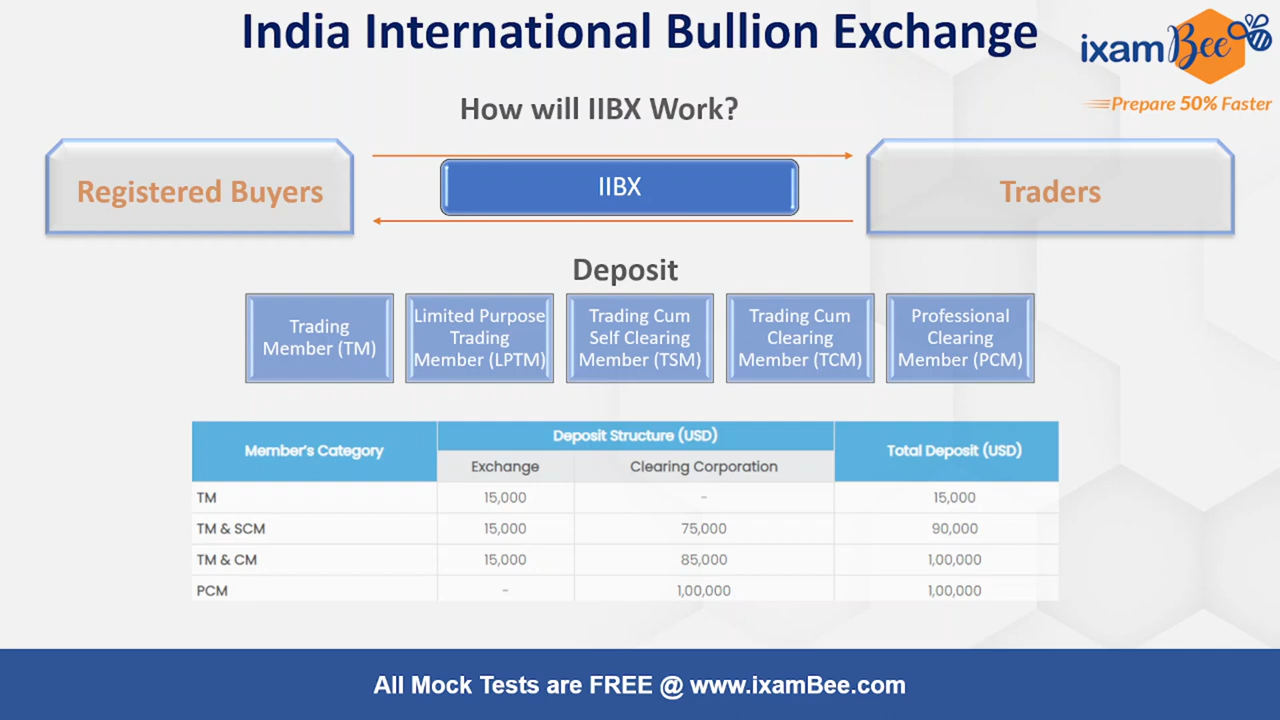 India International Bullion Exchange
ixamBee
Prepare 50% Faster
How will IIBX Work?
Registered Buyers
IIBX
Traders
Deposit
Trading
Member (TM)
Limited Purpose
Trading
Member (LPTM)
Trading Cum
Self Clearing
Member (TSM)
Trading Cum
Clearing
Member (TCM)
Professional
Clearing
Member (PCM)
Member's Category
Deposit Structure (USD)
Total Deposit (USD)
Exchange
Clearing Corporation
TM 15,000 - 15,000
TM & SCM 15,000 75,000 90,000
TM & CM 15,000 85,000 1,00,000
PCM - 1,00,000 1,00,000
All Mock Tests are FREE @ www.ixamBee.com